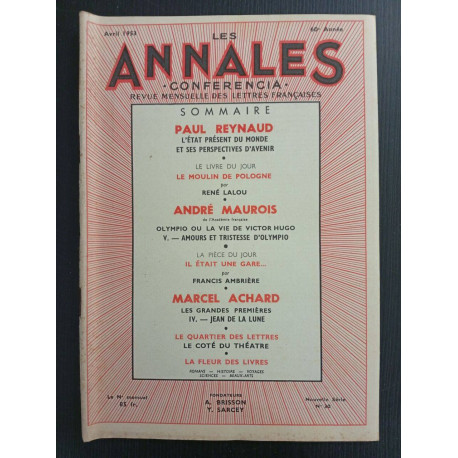 Avril 1953
60e Année
LES
ANNALES
· CONFERENCIA ·
REVUE MENSUELLE DES LETTRES FRANÇAISES
SOMMAIRE
PAUL REYNAUD
L'ÉTAT PRÉSENT DU MONDE
ET SES PERSPECTIVES D'AVENIR
LE LIVRE DU JOUR
LE MOULIN DE POLOGNE
par
RENÉ LALOU
ANDRÉ MAUROIS
de l'Académie française
OLYMPIO OU LA VIE DE VICTOR HUGO
V. — AMOURS ET TRISTESSE D'OLYMPIO
LA PIÈCE DU JOUR
IL ÉTAIT UNE GARE...
par
FRANCIS AMBRIÈRE
MARCEL ACHARD
LES GRANDES PREMIÈRES
IV. — JEAN DE LA LUNE
LE QUARTIER DES LETTRES
LE COTÉ DU THÉATRE
LA FLEUR DES LIVRES
ROMANS — HISTOIRE — VOYAGES
SCIENCES — BEAUX-ARTS
Le No mensuel
85 fr.
FONDATEURS
A. BRISSON
Y. SARCEY
Nouvelle Série
No 30